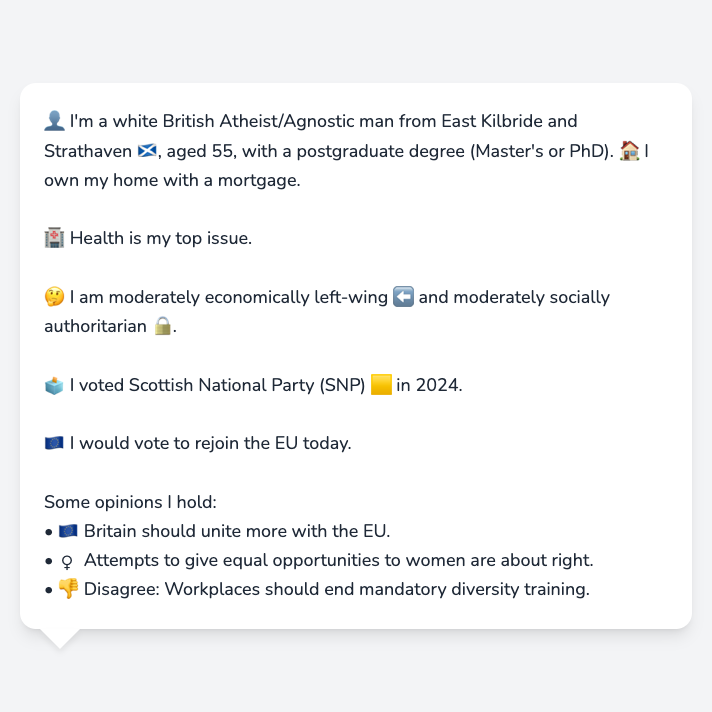 👤 I'm a white British Atheist/Agnostic man from East Kilbride and
Strathaven 🏴󠁧󠁢󠁳󠁣󠁴󠁿, aged 55, with a postgraduate degree (Master's or PhD). 🏠 I
own my home with a mortgage.
🏥 Health is my top issue.
🤔 I am moderately economically left-wing ⬅️ and moderately socially
authoritarian 🔒.
🗳️ I voted Scottish National Party (SNP) 🟨 in 2024.
🇪🇺 I would vote to rejoin the EU today.
Some opinions I hold:
• 🇪🇺 Britain should unite more with the EU.
• ♀ Attempts to give equal opportunities to women are about right.
• 👎 Disagree: Workplaces should end mandatory diversity training.